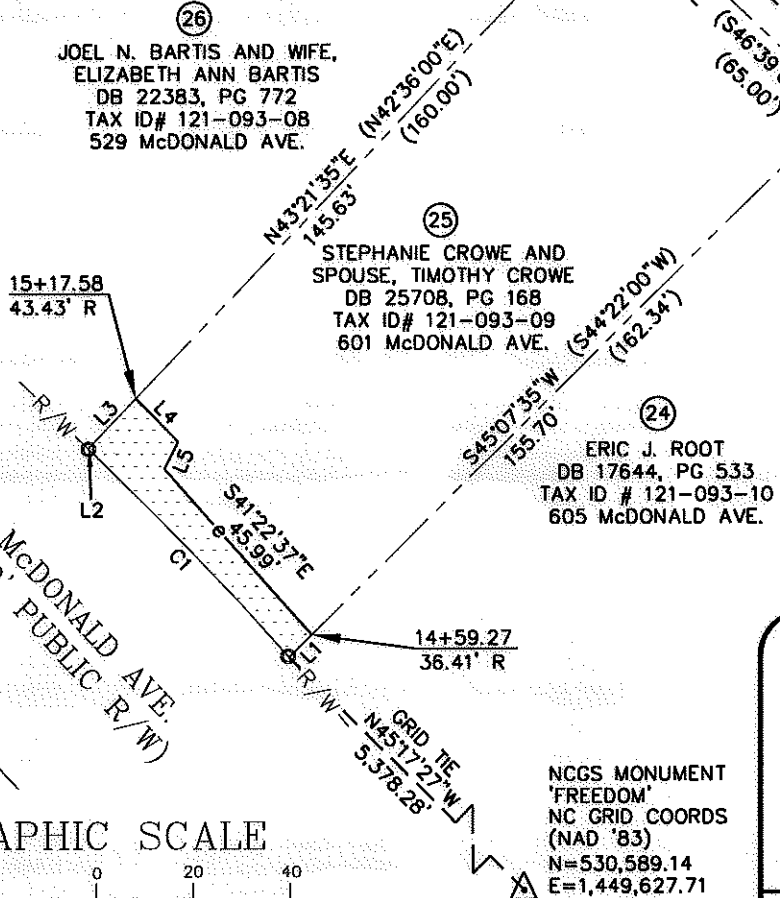 26
JOEL N. BARTIS AND WIFE,
ELIZABETH ANN BARTIS
DB 22383, PG 772
TAX ID# 121-093-08
529 McDONALD AVE.
(S46°39'
(65.00')
N43°21'35"E (N42°36'00"E)
145.63' (160.00')
25
STEPHANIE CROWE AND
SPOUSE, TIMOTHY CROWE
DB 25708, PG 168
TAX ID# 121-093-09
601 McDONALD AVE.
15+17.58
43.43' R
S45°07'35"W (S44°22'00"W)
155.70' (162.34')
24
ERIC J. ROOT
DB 17644, PG 533
TAX ID # 121-093-10
605 McDONALD AVE.
R/W
L3
L4
L5
L2
S41°22'37"E
45.99'
e
C1
L1
14+59.27
36.41' R
McDONALD AVE.
' PUBLIC R/W)
R/W
GRID TIE
N45°17'27"W
5,378.28'
NCGS MONUMENT
'FREEDOM'
NC GRID COORDS
(NAD '83)
N=530,589.14
E=1,449,627.71
APHIC SCALE
0 20 40